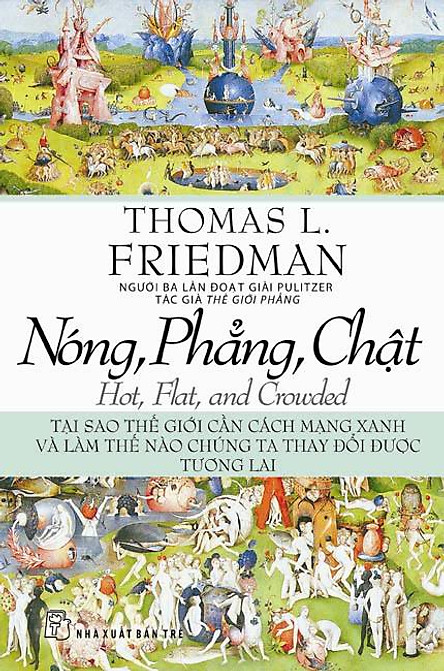 THOMAS L.
FRIEDMAN
NGƯỜI BA LẦN ĐOẠT GIẢI PULITZER
TÁC GIẢ THẾ GIỚI PHẲNG
Nóng, Phẳng, Chật
Hot, Flat, and Crowded
TẠI SAO THẾ GIỚI CẦN CÁCH MẠNG XANH
VÀ LÀM THẾ NÀO CHÚNG TA THAY ĐỔI ĐƯỢC
TƯƠNG LAI
NHÀ XUẤT BẢN TRẺ